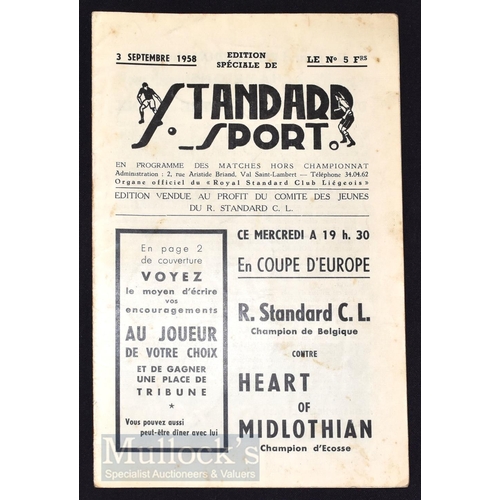 3 SEPTEMBRE 1958
EDITION
SPÉCIALE DE
LE No 5 Frs
STANDARD
SPORT.
EN PROGRAMME DES MATCHES HORS CHAMPIONNAT
Administration : 2, rue Aristide Briand, Val Saint-Lambert — Téléphone 34.04.62
Organe officiel du « Royal Standard Club Liégeois »
EDITION VENDUE AU PROFIT DU COMITE DES JEUNES
DU R. STANDARD C. L.
En page 2
de couverture
VOYEZ
le moyen d'écrire
vos
encouragements
AU JOUEUR
DE VOTRE CHOIX
ET DE GAGNER
UNE PLACE DE
TRIBUNE
*
Vous pouvez aussi
peut-être dîner avec lui
CE MERCREDI A 19 h. 30
En COUPE D'EUROPE
R. Standard C. L.
Champion de Belgique
CONTRE
HEART
OF
MIDLOTHIAN
Champion d'Ecosse
Mullock's
Specialist Auctioneers & Valuers